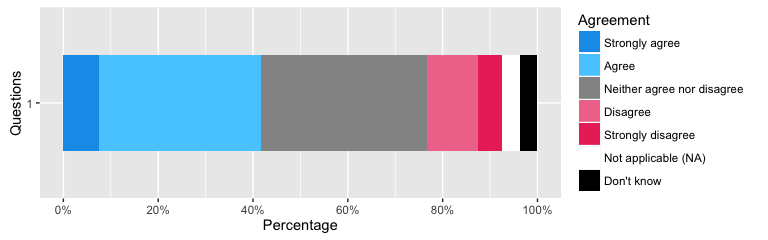 Agreement
Strongly agree
Agree
Neither agree nor disagree
Disagree
Strongly disagree
Not applicable (NA)
Don't know
Questions
1
0%
20%
40%
60%
80%
100%
Percentage